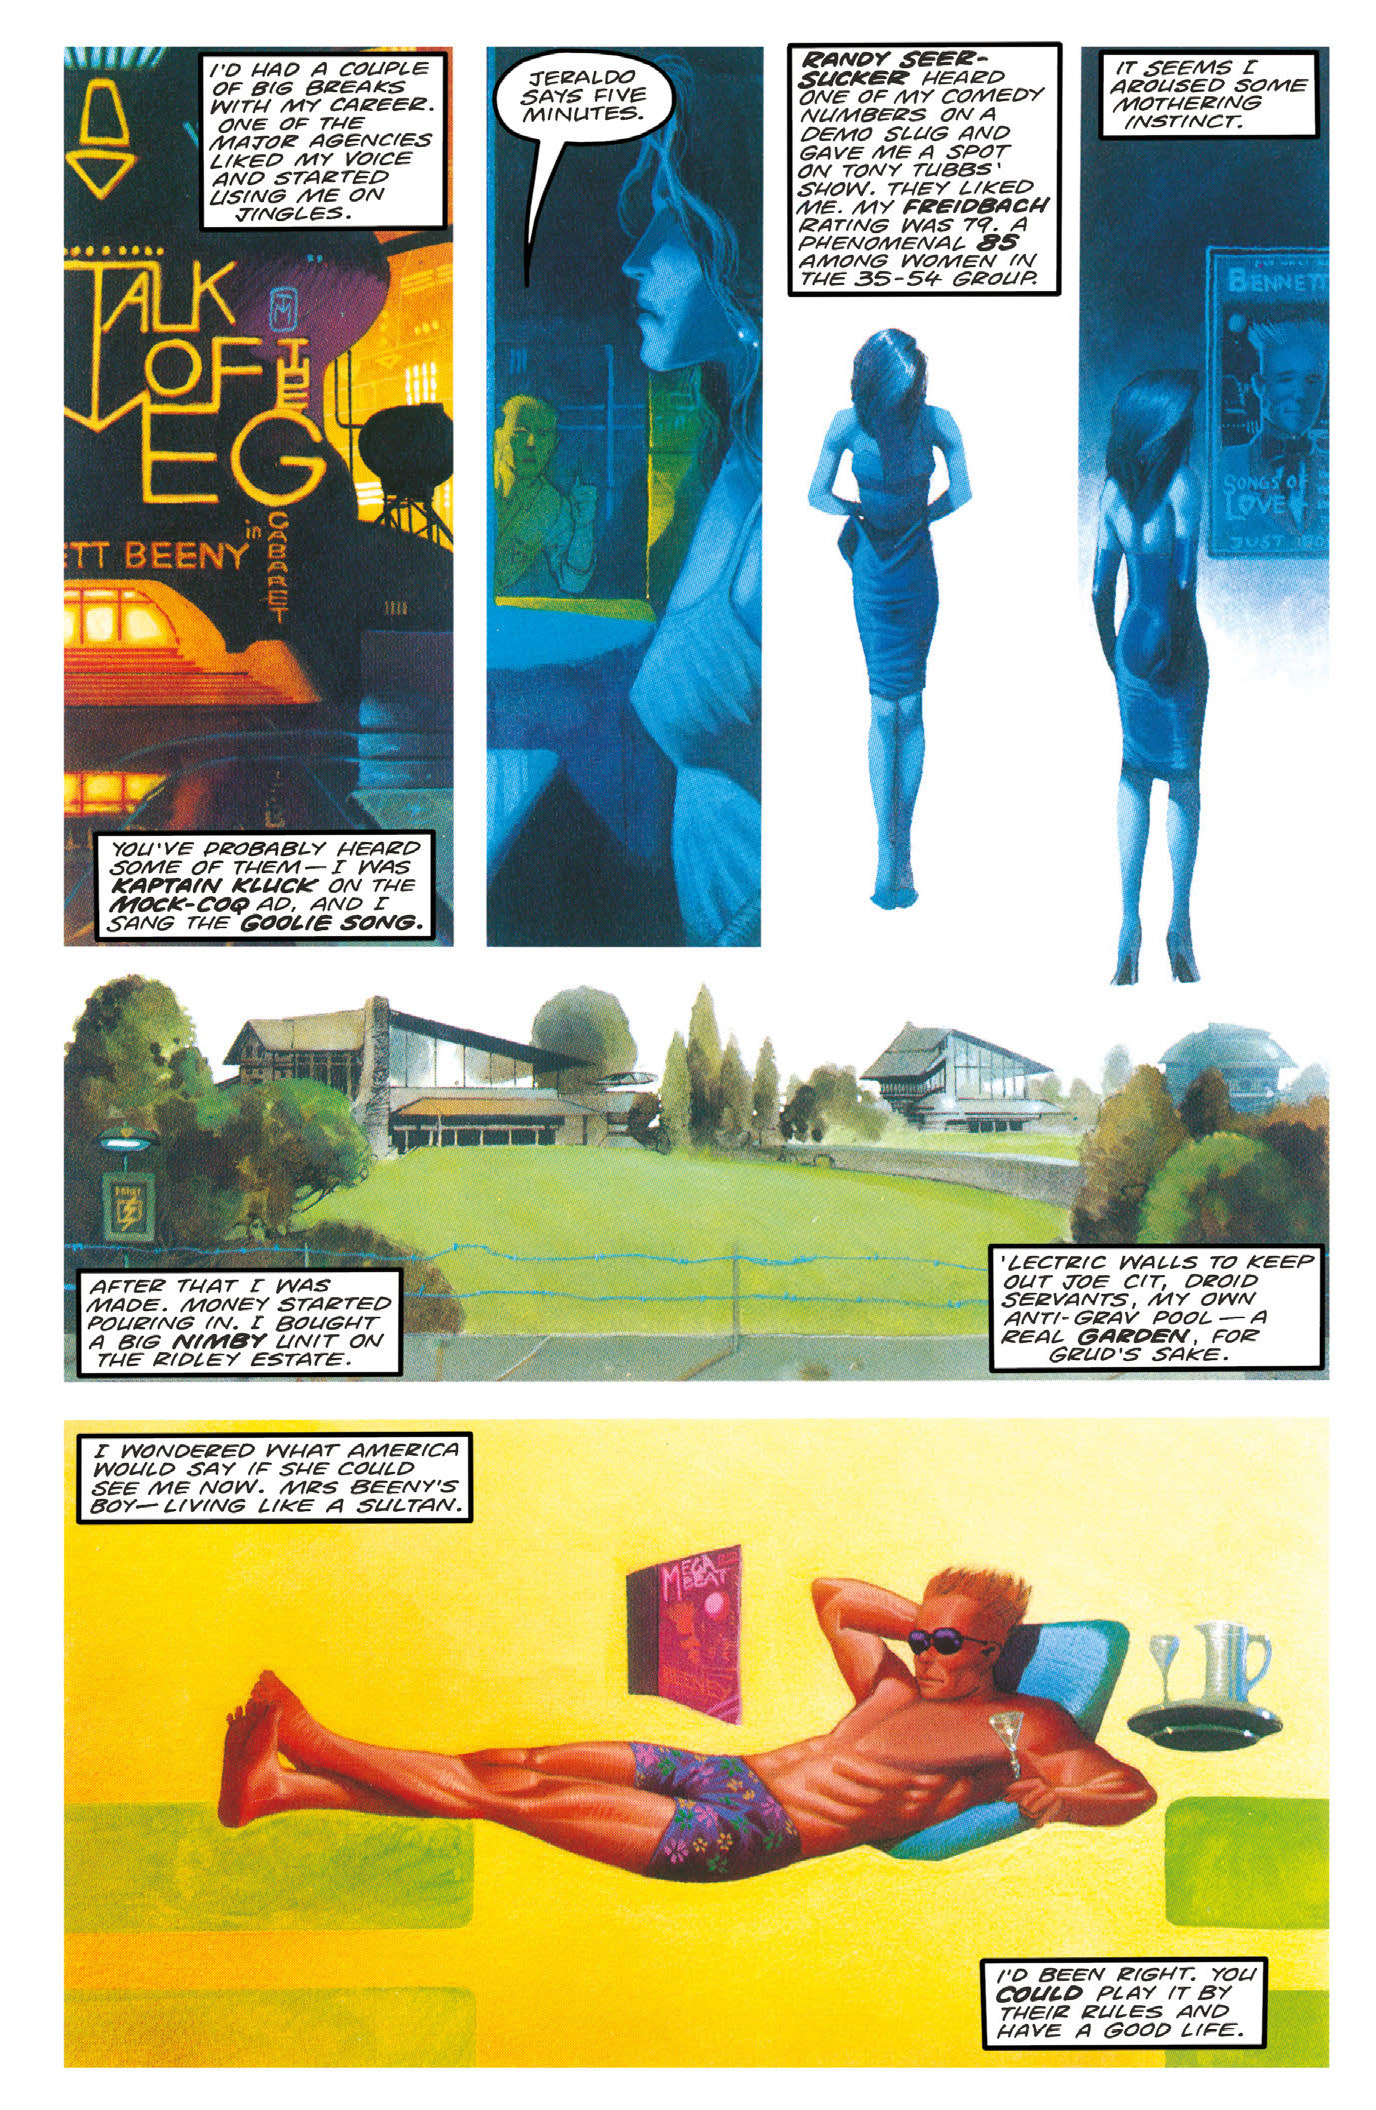 I'D HAD A COUPLE
OF BIG BREAKS
WITH MY CAREER.
ONE OF THE
MAJOR AGENCIES
LIKED MY VOICE
AND STARTED
USING ME ON
JINGLES.
TALK
OF
THE
EG
in
CABARET
ETT BEENY
YOU'VE PROBABLY HEARD
SOME OF THEM—I WAS
KAPTAIN KLUCK ON THE
MOCK-COQ AD, AND I
SANG THE GOOLIE SONG.
JERALDO
SAYS FIVE
MINUTES.
RANDY SEER-
SUCKER HEARD
ONE OF MY COMEDY
NUMBERS ON A
DEMO SLUG AND
GAVE ME A SPOT
ON TONY TUBBS'
SHOW. THEY LIKED
ME. MY FREIDBACH
RATING WAS 79. A
PHENOMENAL 85
AMONG WOMEN IN
THE 35-54 GROUP.
IT SEEMS I
AROUSED SOME
MOTHERING
INSTINCT.
BENNETT
SONGS OF
LOVE
JUST
AFTER THAT I WAS
MADE. MONEY STARTED
POURING IN. I BOUGHT
A BIG NIMBY UNIT ON
THE RIDLEY ESTATE.
'LECTRIC WALLS TO KEEP
OUT JOE CIT, DROID
SERVANTS, MY OWN
ANTI-GRAV POOL—A
REAL GARDEN, FOR
GRUD'S SAKE.
I WONDERED WHAT AMERICA
WOULD SAY IF SHE COULD
SEE ME NOW. MRS BEENY'S
BOY—LIVING LIKE A SULTAN.
MEGA
BEAT
BEENEY
I'D BEEN RIGHT. YOU
COULD PLAY IT BY
THEIR RULES AND
HAVE A GOOD LIFE.